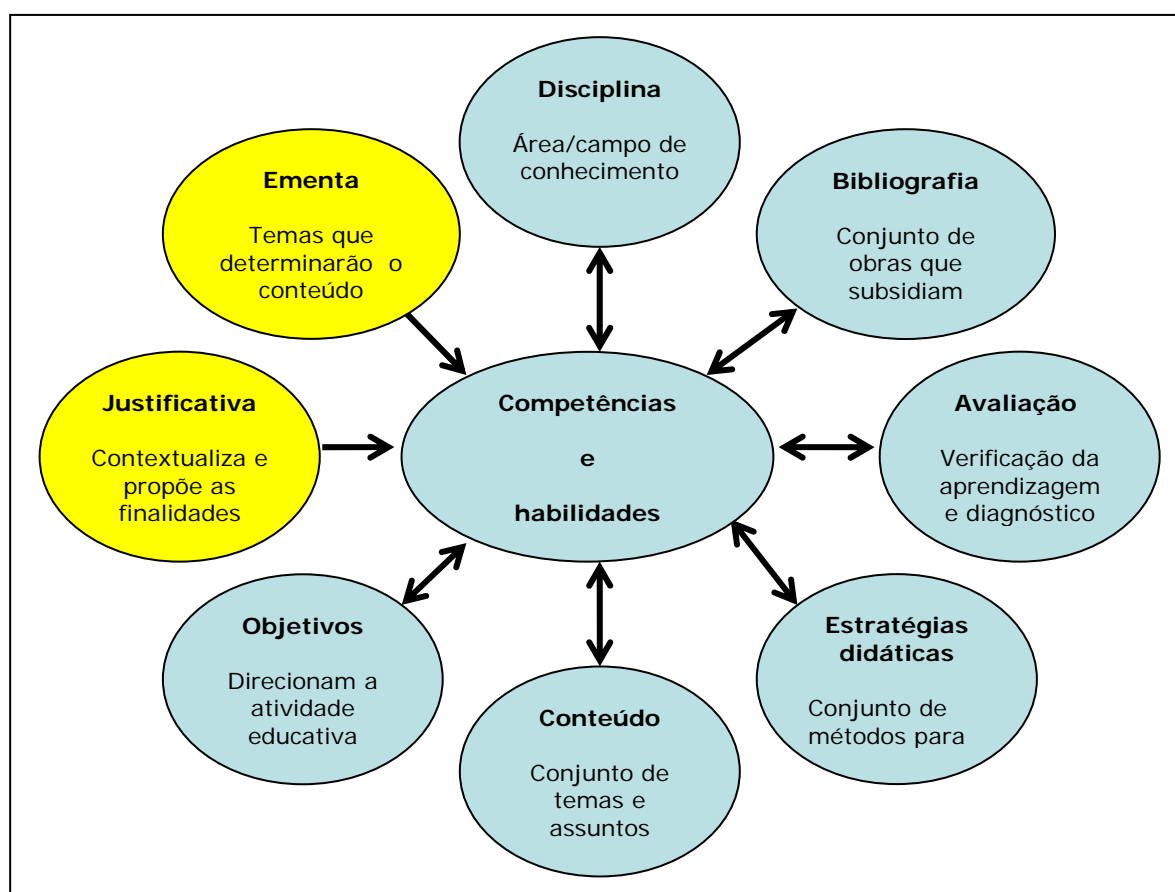 Disciplina
Área/campo de
conhecimento
Ementa
Temas que
determinarão o
conteúdo
Bibliografia
Conjunto de
obras que
subsidiam
Justificativa
Contextualiza e
propõe as
finalidades
Competências
e
habilidades
Avaliação
Verificação da
aprendizagem
e diagnóstico
Objetivos
Direcionam a
atividade
educativa
Conteúdo
Conjunto de
temas e
assuntos
Estratégias
didáticas
Conjunto de
métodos para